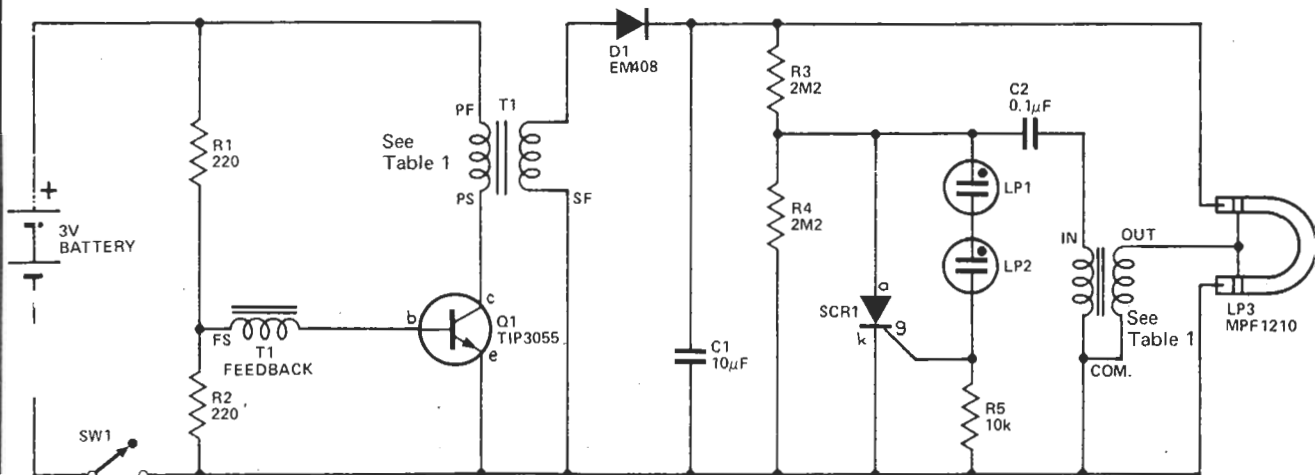 +
3V
BATTERY
SW1
R1
220
R2
220
FS
T1
FEEDBACK
See
Table 1
PF
T1
PS
SF
b
c
e
Q1
TIP3055
D1
EM408
C1
10μF
R3
2M2
R4
2M2
SCR1
a
g
k
LP1
LP2
R5
10k
C2
0.1μF
IN
OUT
COM.
See
Table 1
LP3
MPF1210